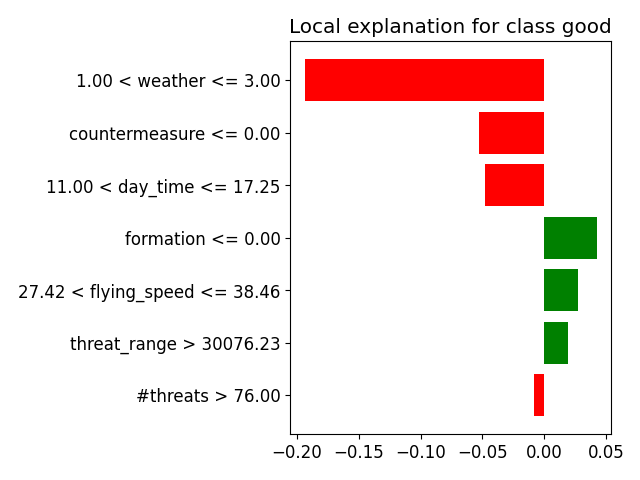 Local explanation for class good
1.00 < weather <= 3.00
countermeasure <= 0.00
11.00 < day_time <= 17.25
formation <= 0.00
27.42 < flying_speed <= 38.46
threat_range > 30076.23
#threats > 76.00
−0.20 −0.15 −0.10 −0.05 0.00 0.05